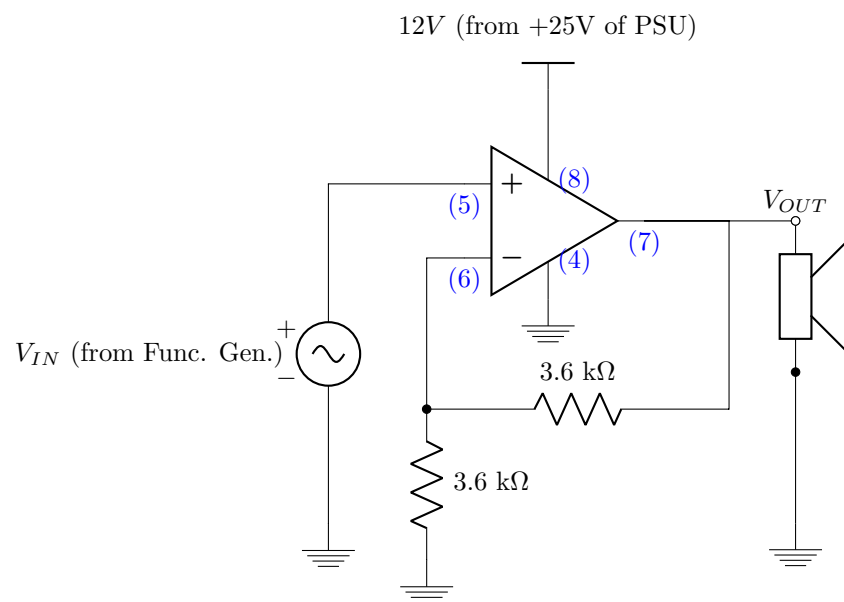 12V (from +25V of PSU)
(8)
+
(5)
V_OUT
(7)
(4)
−
(6)
+
V_IN (from Func. Gen.)
−
3.6 kΩ
3.6 kΩ